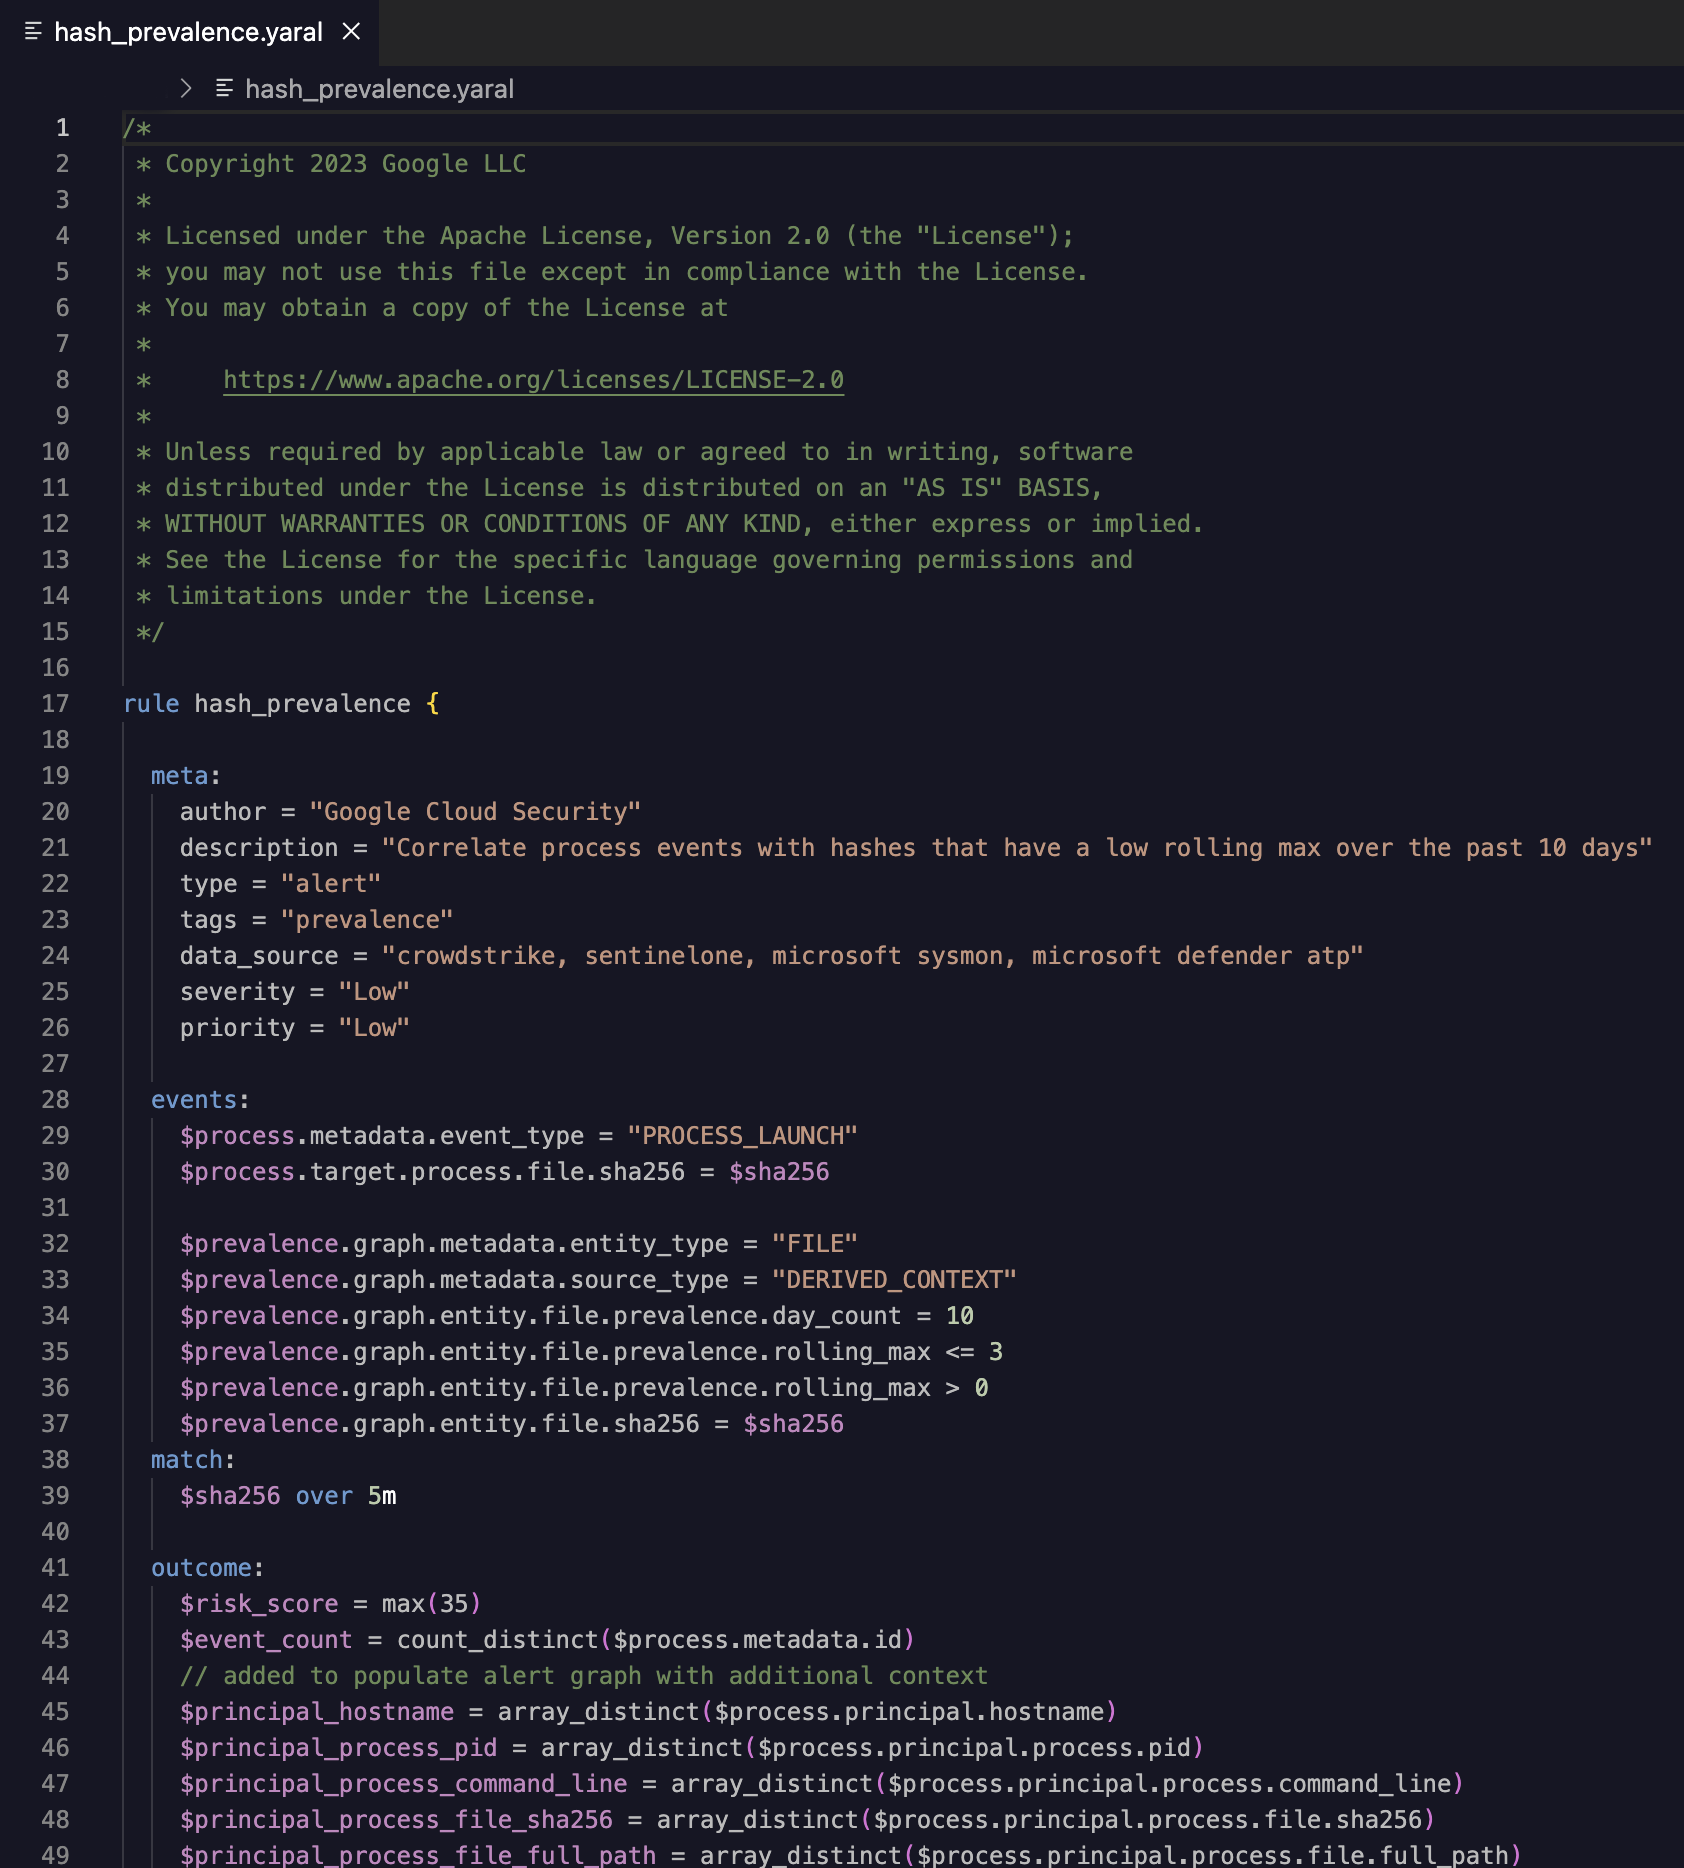 hash_prevalence.yaral
hash_prevalence.yaral
1 /*
2  * Copyright 2023 Google LLC
3  *
4  * Licensed under the Apache License, Version 2.0 (the "License");
5  * you may not use this file except in compliance with the License.
6  * You may obtain a copy of the License at
7  *
8  *     https://www.apache.org/licenses/LICENSE-2.0
9  *
10  * Unless required by applicable law or agreed to in writing, software
11  * distributed under the License is distributed on an "AS IS" BASIS,
12  * WITHOUT WARRANTIES OR CONDITIONS OF ANY KIND, either express or implied.
13  * See the License for the specific language governing permissions and
14  * limitations under the License.
15  */
16
17 rule hash_prevalence {
18
19   meta:
20     author = "Google Cloud Security"
21     description = "Correlate process events with hashes that have a low rolling max over the past 10 days"
22     type = "alert"
23     tags = "prevalence"
24     data_source = "crowdstrike, sentinelone, microsoft sysmon, microsoft defender atp"
25     severity = "Low"
26     priority = "Low"
27
28   events:
29     $process.metadata.event_type = "PROCESS_LAUNCH"
30     $process.target.process.file.sha256 = $sha256
31
32     $prevalence.graph.metadata.entity_type = "FILE"
33     $prevalence.graph.metadata.source_type = "DERIVED_CONTEXT"
34     $prevalence.graph.entity.file.prevalence.day_count = 10
35     $prevalence.graph.entity.file.prevalence.rolling_max <= 3
36     $prevalence.graph.entity.file.prevalence.rolling_max > 0
37     $prevalence.graph.entity.file.sha256 = $sha256
38   match:
39     $sha256 over 5m
40
41   outcome:
42     $risk_score = max(35)
43     $event_count = count_distinct($process.metadata.id)
44     // added to populate alert graph with additional context
45     $principal_hostname = array_distinct($process.principal.hostname)
46     $principal_process_pid = array_distinct($process.principal.process.pid)
47     $principal_process_command_line = array_distinct($process.principal.process.command_line)
48     $principal_process_file_sha256 = array_distinct($process.principal.process.file.sha256)
49     $principal_process_file_full_path = array_distinct($process.principal.process.file.full_path)